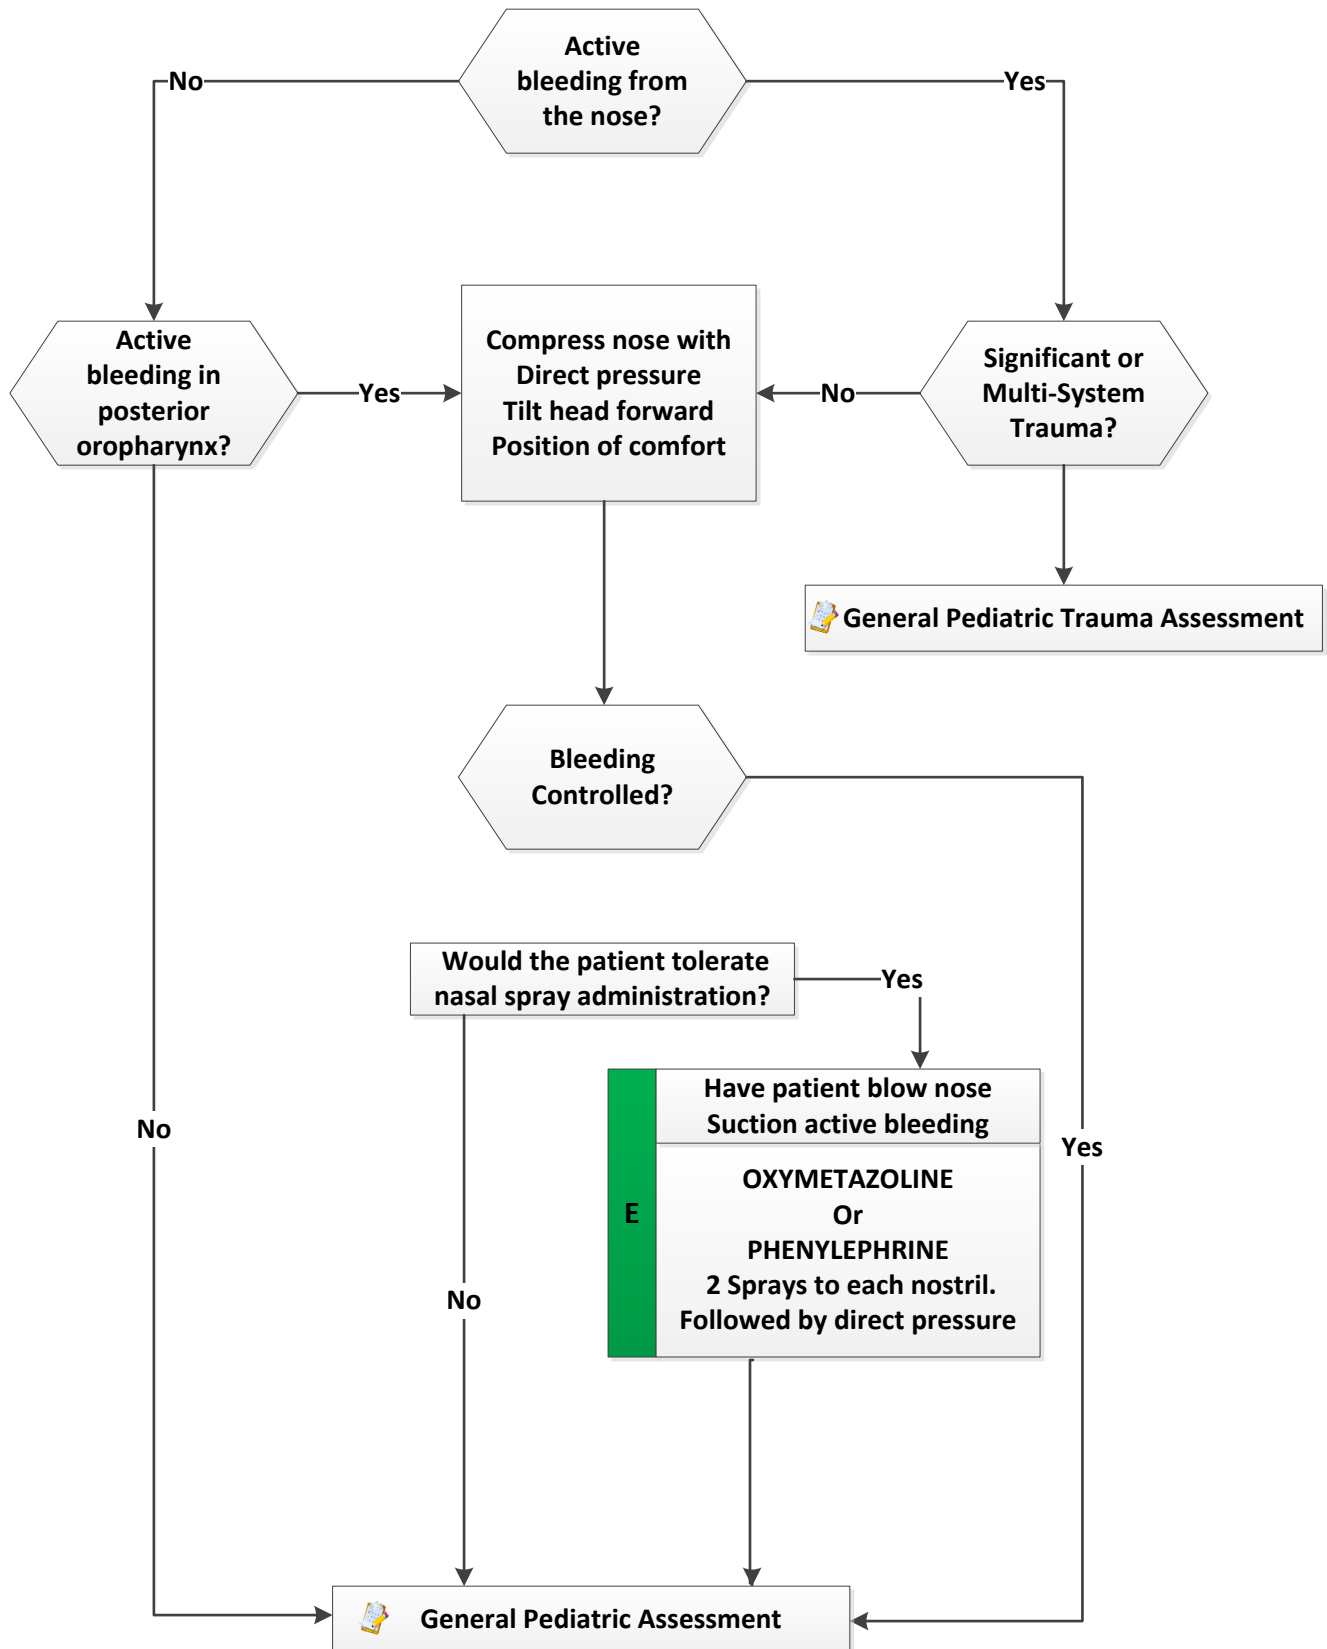 Active
bleeding from
the nose?
No
Yes
Active
bleeding in
posterior
oropharynx?
Yes
Compress nose with
Direct pressure
Tilt head forward
Position of comfort
No
Significant or
Multi-System
Trauma?
General Pediatric Trauma Assessment
Bleeding
Controlled?
Would the patient tolerate
nasal spray administration?
Yes
Have patient blow nose
Suction active bleeding
No
Yes
E
OXYMETAZOLINE
Or
PHENYLEPHRINE
2 Sprays to each nostril.
Followed by direct pressure
No
General Pediatric Assessment